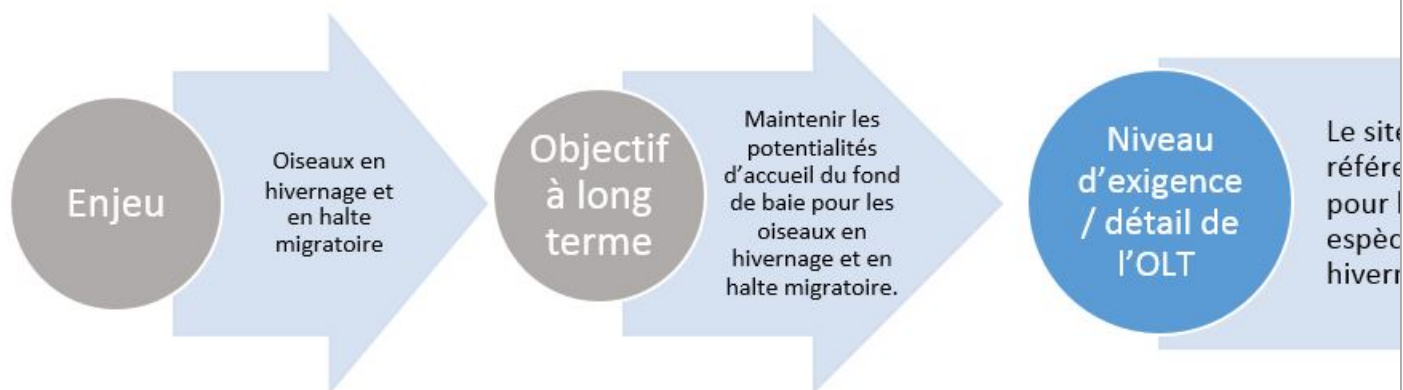 Enjeu
Oiseaux en
hivernage et
en halte
migratoire
Objectif
à long
terme
Maintenir les
potentialités
d'accueil du fond
de baie pour les
oiseaux en
hivernage et en
halte migratoire.
Niveau
d'exigence
/ détail de
l'OLT
Le site
pour